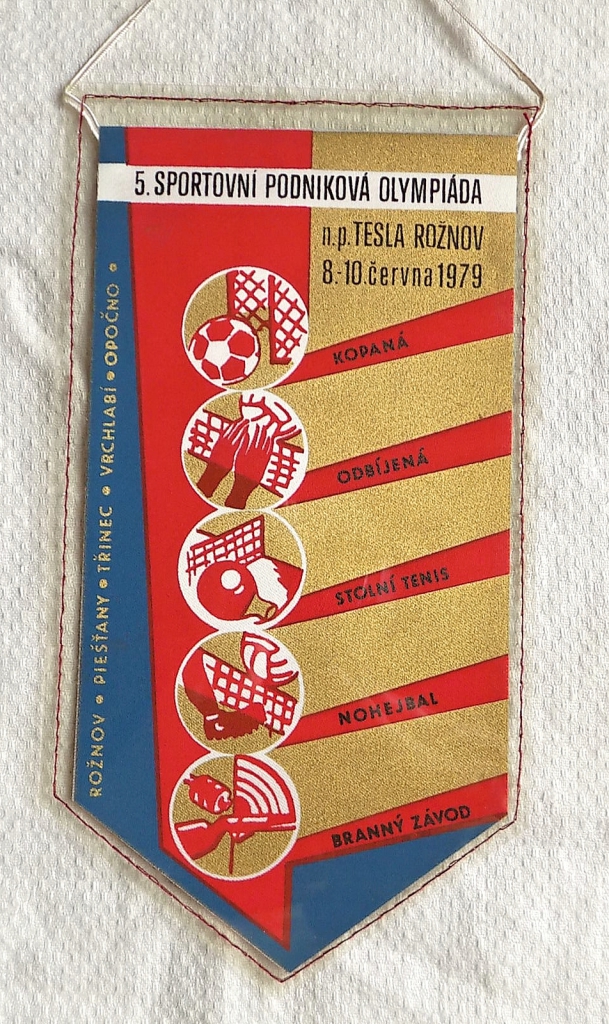 5. SPORTOVNÍ PODNIKOVÁ OLYMPIÁDA
n.p. TESLA ROŽNOV
8.-10. června 1979
KOPANÁ
ODBÍJENÁ
STOLNÍ TENIS
NOHEJBAL
BRANNÝ ZÁVOD
ROŽNOV • PIEŠŤANY • TŘINEC • VRCHLABÍ • OPOČNO •